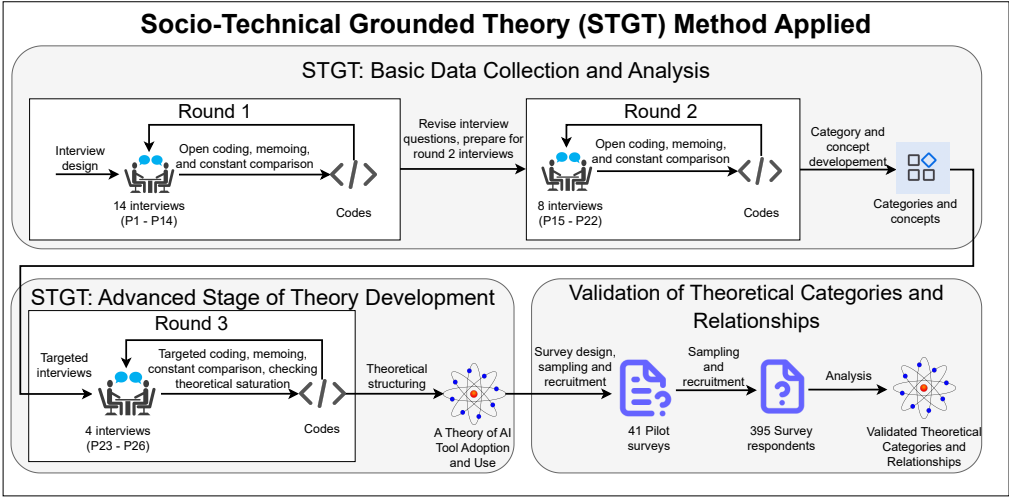 Socio-Technical Grounded Theory (STGT) Method Applied
STGT: Basic Data Collection and Analysis
Round 1
Interview
design
14 interviews
(P1 - P14)
Open coding, memoing,
and constant comparison
</>
Codes
Revise interview
questions, prepare for
round 2 interviews
Round 2
8 interviews
(P15 - P22)
Open coding, memoing,
and constant comparison
</>
Codes
Category and
concept
developement
Categories and
concepts
STGT: Advanced Stage of Theory Development
Round 3
Targeted
interviews
4 interviews
(P23 - P26)
Targeted coding, memoing,
constant comparison, checking
theoretical saturation
</>
Codes
Theoretical
structuring
A Theory of AI
Tool Adoption
and Use
Validation of Theoretical Categories and
Relationships
Survey design,
sampling and
recruitment
?
41 Pilot
surveys
Sampling
and
recruitment
?
395 Survey
respondents
Analysis
Validated Theoretical
Categories and
Relationships